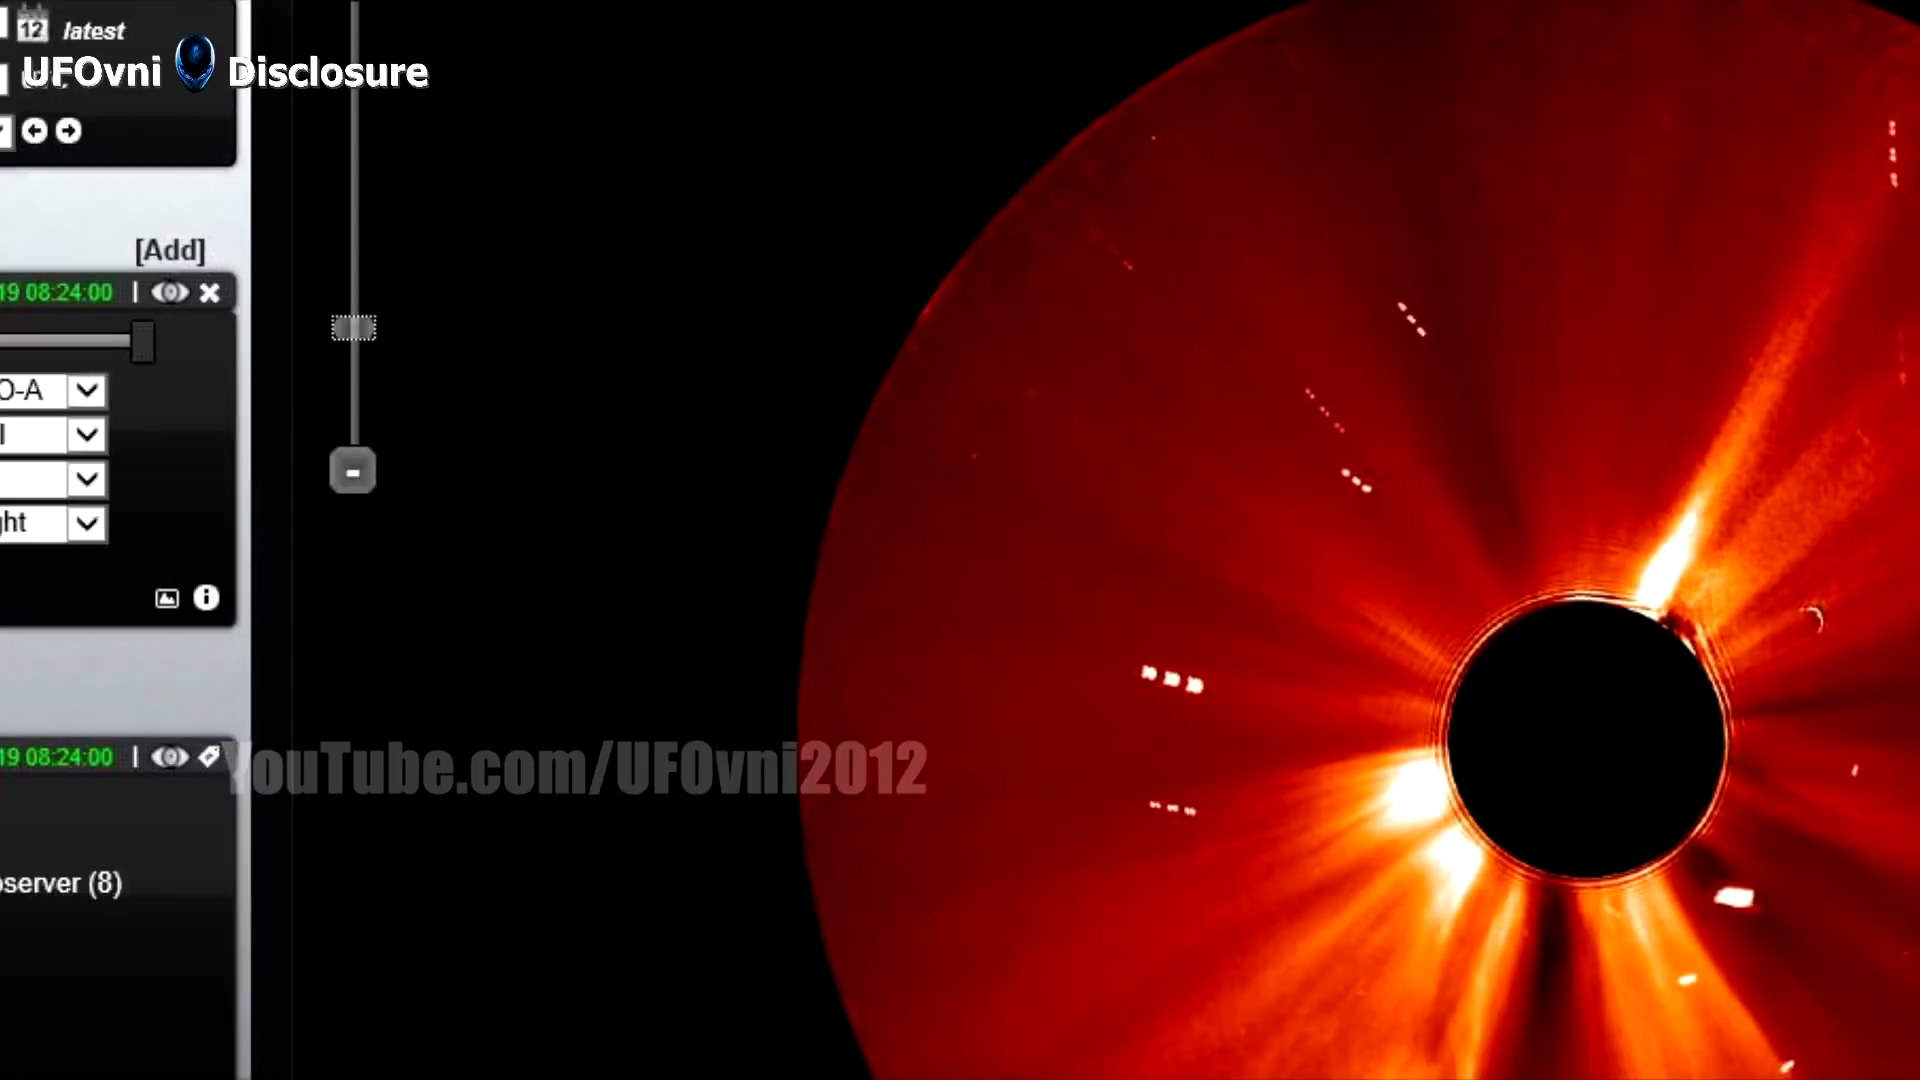 12 latest
UFOvni Disclosure
[Add]
19 08:24:00
O-A
l
ght
19 08:24:00
YouTube.com/UFOvni2012
server (8)